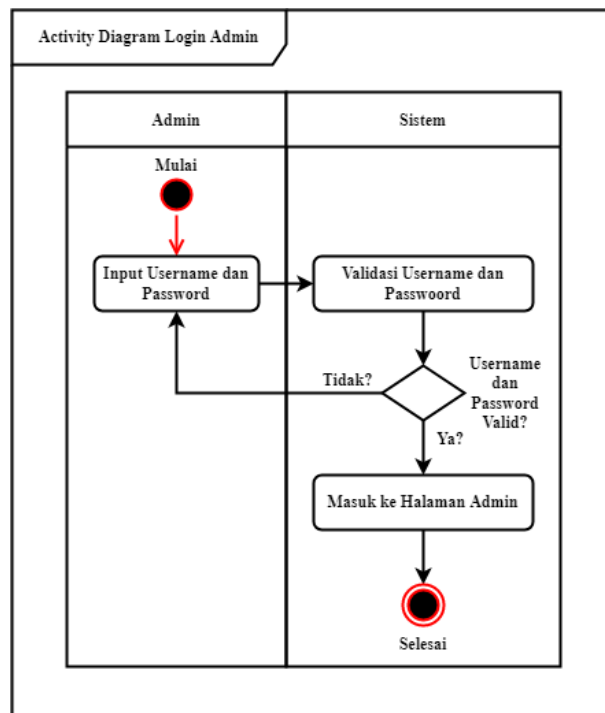 Activity Diagram Login Admin
Admin
Sistem
Mulai
Input Username dan
Password
Validasi Username dan
Passwoord
Tidak?
Username
dan
Password
Valid?
Ya?
Masuk ke Halaman Admin
Selesai